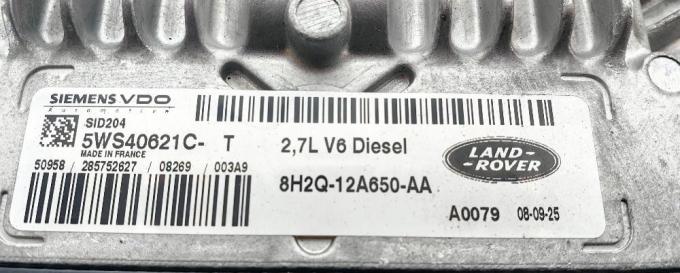 SIEMENS VDO
Automotive
SID204
5WS40621C- T
MADE IN FRANCE
50958 / 285752627 / 08269 / 003A9
2,7L V6 Diesel
8H2Q-12A650-AA
LAND-
-ROVER
A0079 08-09-25